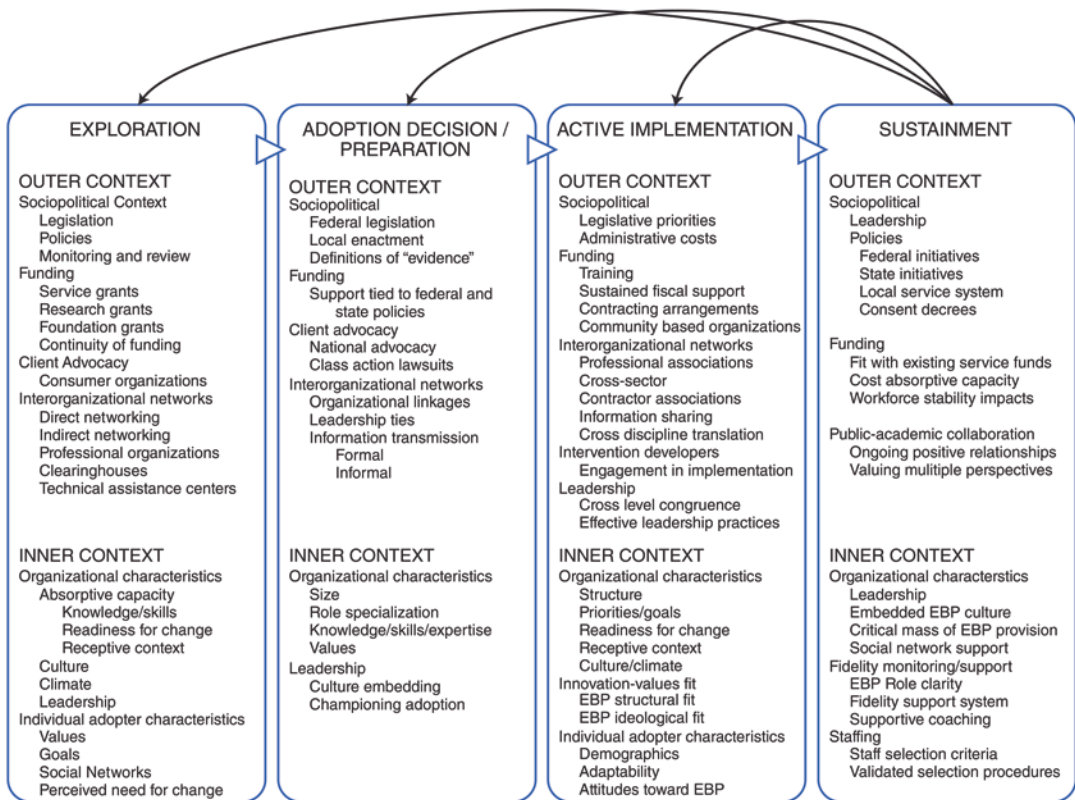 EXPLORATION
OUTER CONTEXT
Sociopolitical Context
Legislation
Policies
Monitoring and review
Funding
Service grants
Research grants
Foundation grants
Continuity of funding
Client Advocacy
Consumer organizations
Interorganizational networks
Direct networking
Indirect networking
Professional organizations
Clearinghouses
Technical assistance centers
INNER CONTEXT
Organizational characteristics
Absorptive capacity
Knowledge/skills
Readiness for change
Receptive context
Culture
Climate
Leadership
Individual adopter characteristics
Values
Goals
Social Networks
Perceived need for change
ADOPTION DECISION /
PREPARATION
OUTER CONTEXT
Sociopolitical
Federal legislation
Local enactment
Definitions of “evidence”
Funding
Support tied to federal and
state policies
Client advocacy
National advocacy
Class action lawsuits
Interorganizational networks
Organizational linkages
Leadership ties
Information transmission
Formal
Informal
INNER CONTEXT
Organizational characteristics
Size
Role specialization
Knowledge/skills/expertise
Values
Leadership
Culture embedding
Championing adoption
ACTIVE IMPLEMENTATION
OUTER CONTEXT
Sociopolitical
Legislative priorities
Administrative costs
Funding
Training
Sustained fiscal support
Contracting arrangements
Community based organizations
Interorganizational networks
Professional associations
Cross-sector
Contractor associations
Information sharing
Cross discipline translation
Intervention developers
Engagement in implementation
Leadership
Cross level congruence
Effective leadership practices
INNER CONTEXT
Organizational characteristics
Structure
Priorities/goals
Readiness for change
Receptive context
Culture/climate
Innovation-values fit
EBP structural fit
EBP ideological fit
Individual adopter characteristics
Demographics
Adaptability
Attitudes toward EBP
SUSTAINMENT
OUTER CONTEXT
Sociopolitical
Leadership
Policies
Federal initiatives
State initiatives
Local service system
Consent decrees
Funding
Fit with existing service funds
Cost absorptive capacity
Workforce stability impacts
Public-academic collaboration
Ongoing positive relationships
Valuing mulitiple perspectives
INNER CONTEXT
Organizational characterstics
Leadership
Embedded EBP culture
Critical mass of EBP provision
Social network support
Fidelity monitoring/support
EBP Role clarity
Fidelity support system
Supportive coaching
Staffing
Staff selection criteria
Validated selection procedures